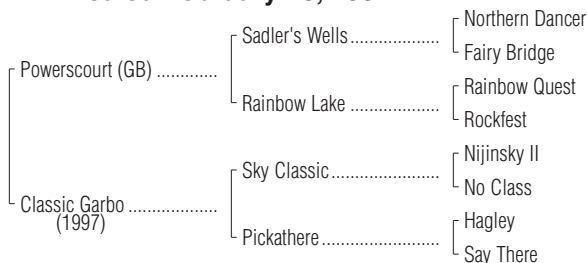 Northern Dancer
Sadler's Wells
Fairy Bridge
Powerscourt (GB)
Rainbow Quest
Rainbow Lake
Rockfest
Nijinsky II
Sky Classic
No Class
Classic Garbo
(1997)
Hagley
Pickathere
Say There